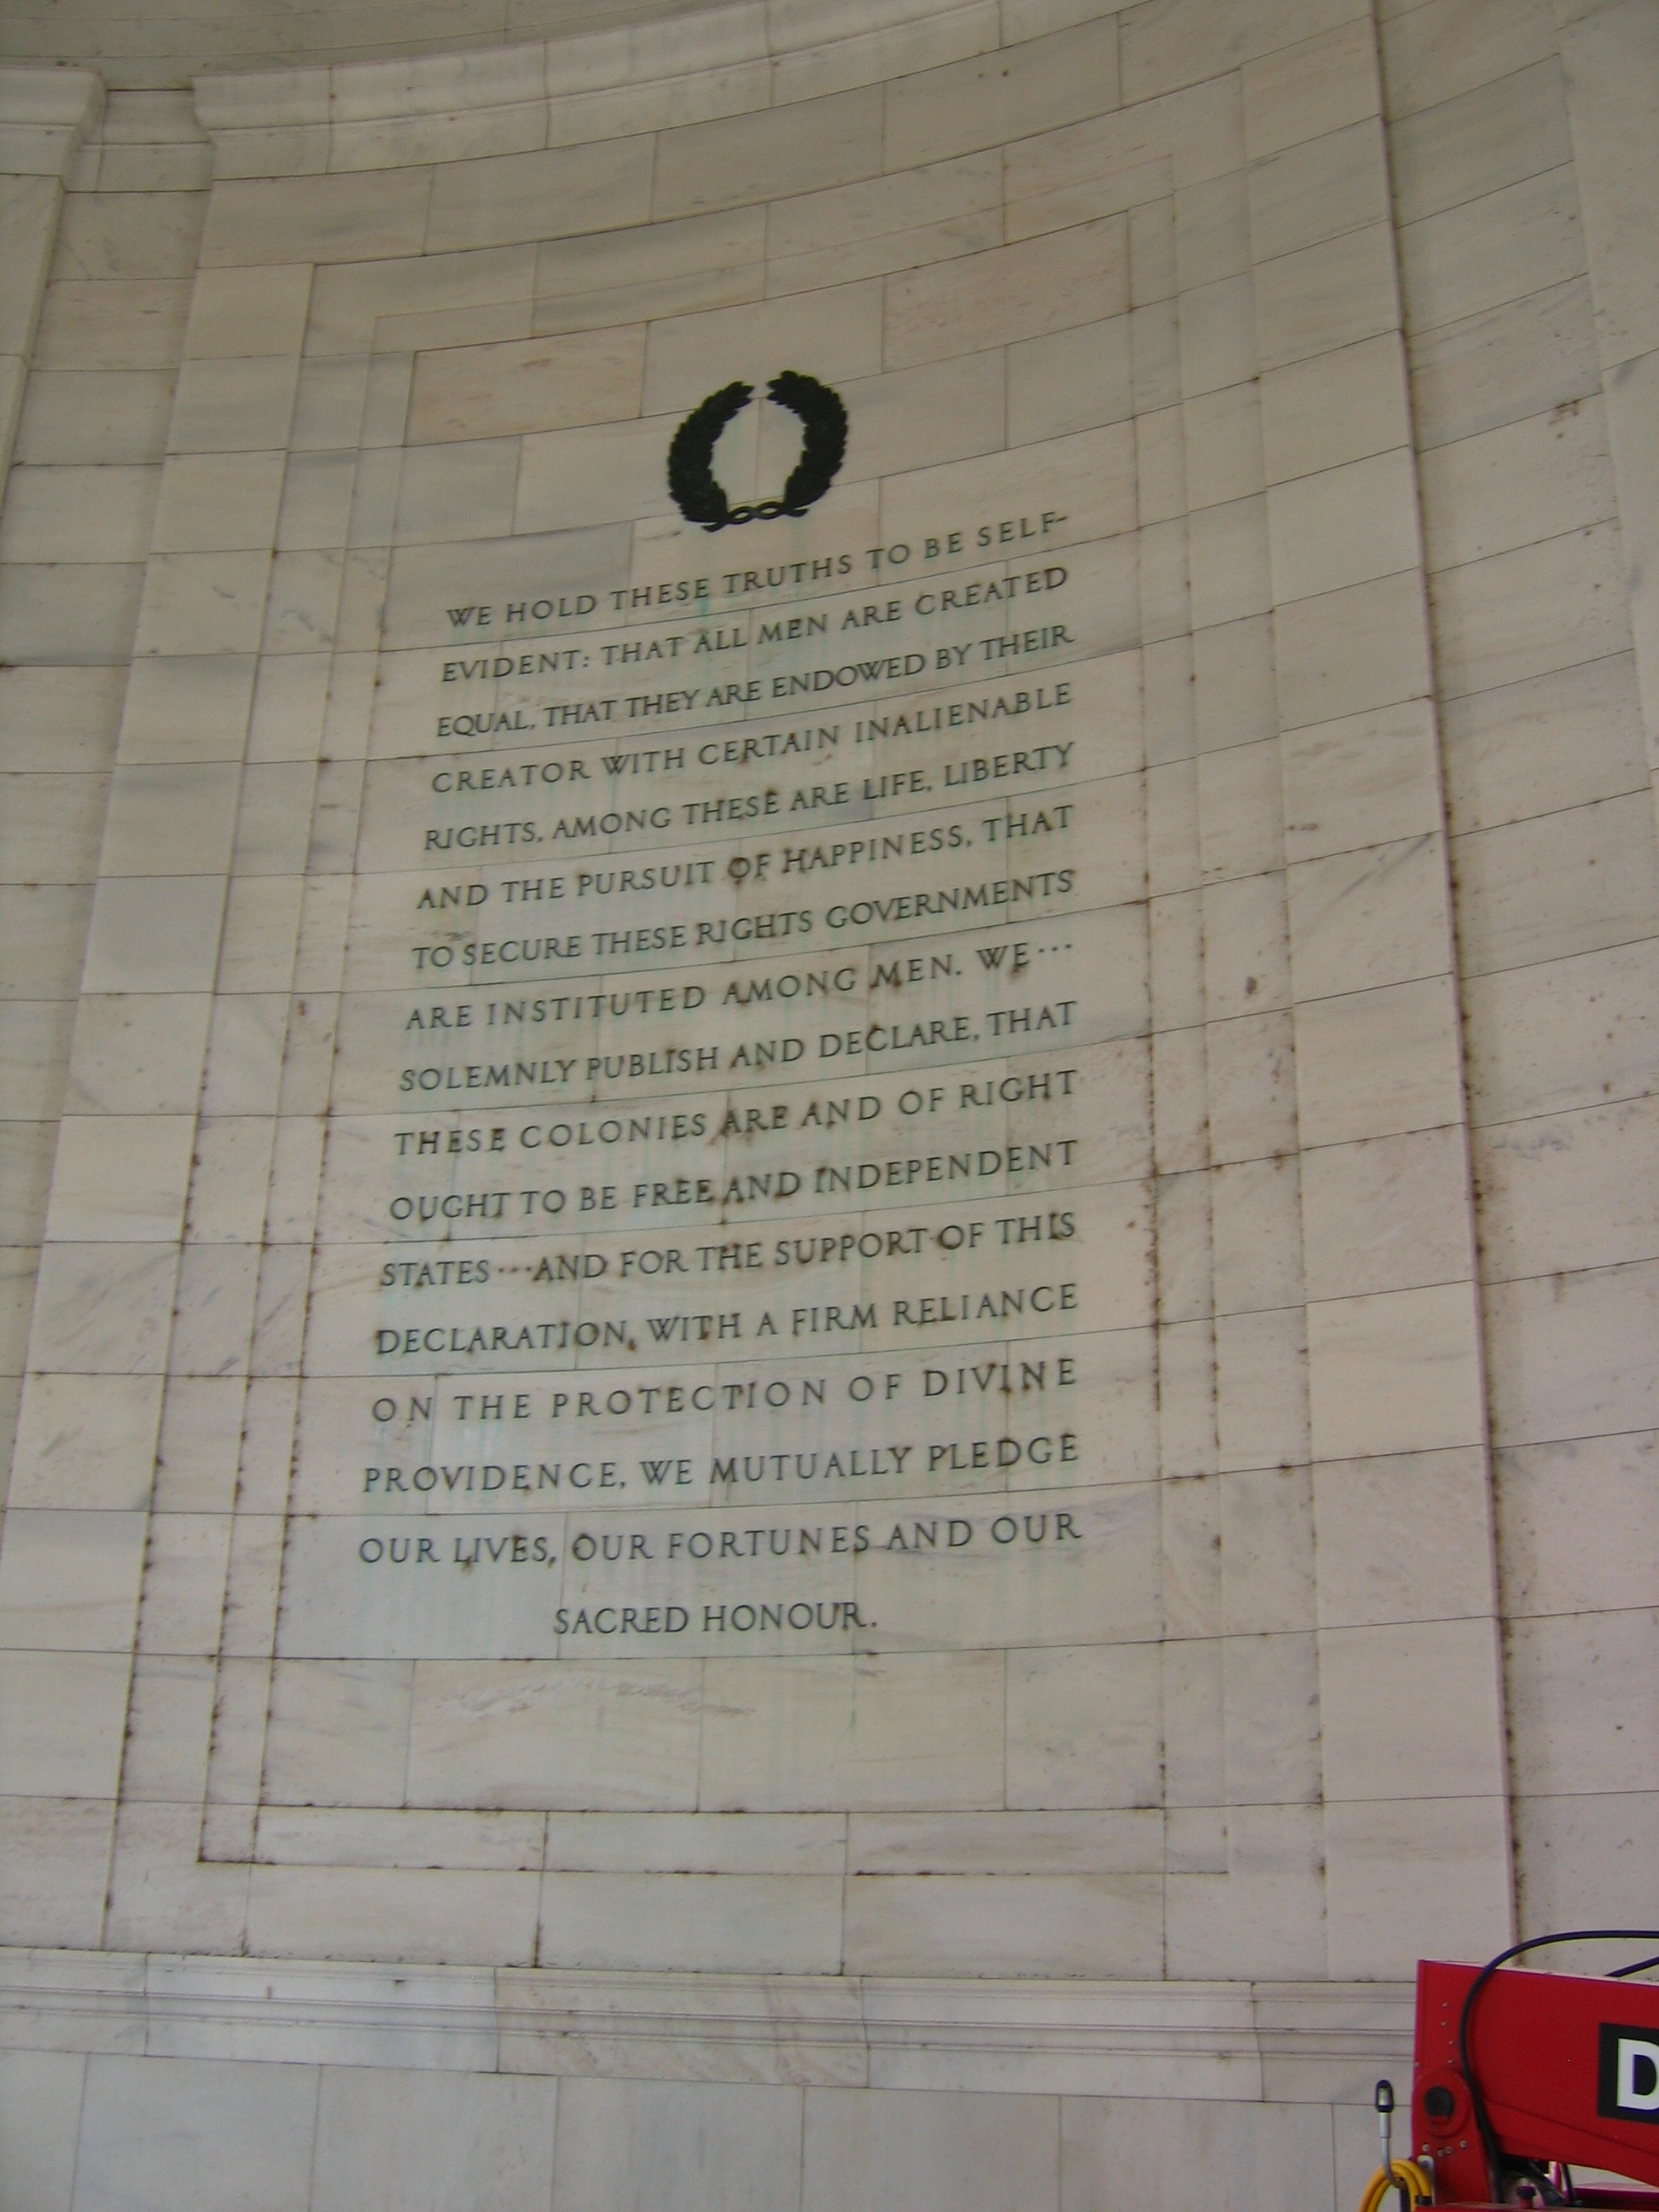 WE HOLD THESE TRUTHS TO BE SELF-
EVIDENT: THAT ALL MEN ARE CREATED
EQUAL, THAT THEY ARE ENDOWED BY THEIR
CREATOR WITH CERTAIN INALIENABLE
RIGHTS, AMONG THESE ARE LIFE, LIBERTY
AND THE PURSUIT OF HAPPINESS, THAT
TO SECURE THESE RIGHTS GOVERNMENTS
ARE INSTITUTED AMONG MEN. WE···
SOLEMNLY PUBLISH AND DECLARE, THAT
THESE COLONIES ARE AND OF RIGHT
OUGHT TO BE FREE AND INDEPENDENT
STATES···AND FOR THE SUPPORT OF THIS
DECLARATION, WITH A FIRM RELIANCE
ON THE PROTECTION OF DIVINE
PROVIDENCE, WE MUTUALLY PLEDGE
OUR LIVES, OUR FORTUNES AND OUR
SACRED HONOUR.
D